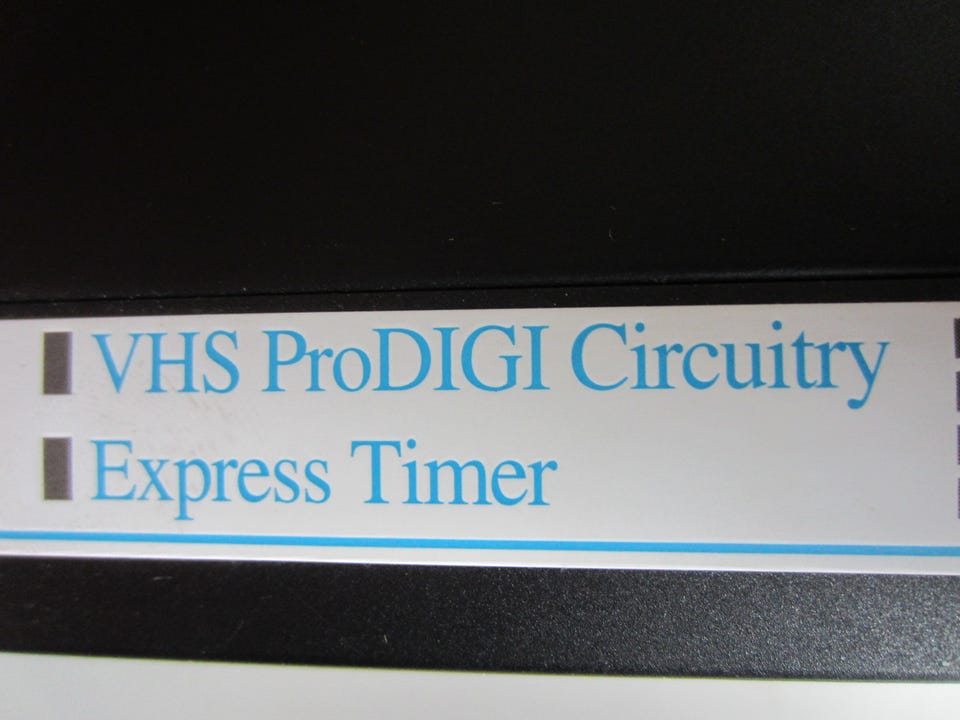 VHS ProDIGI Circuitry
Express Timer